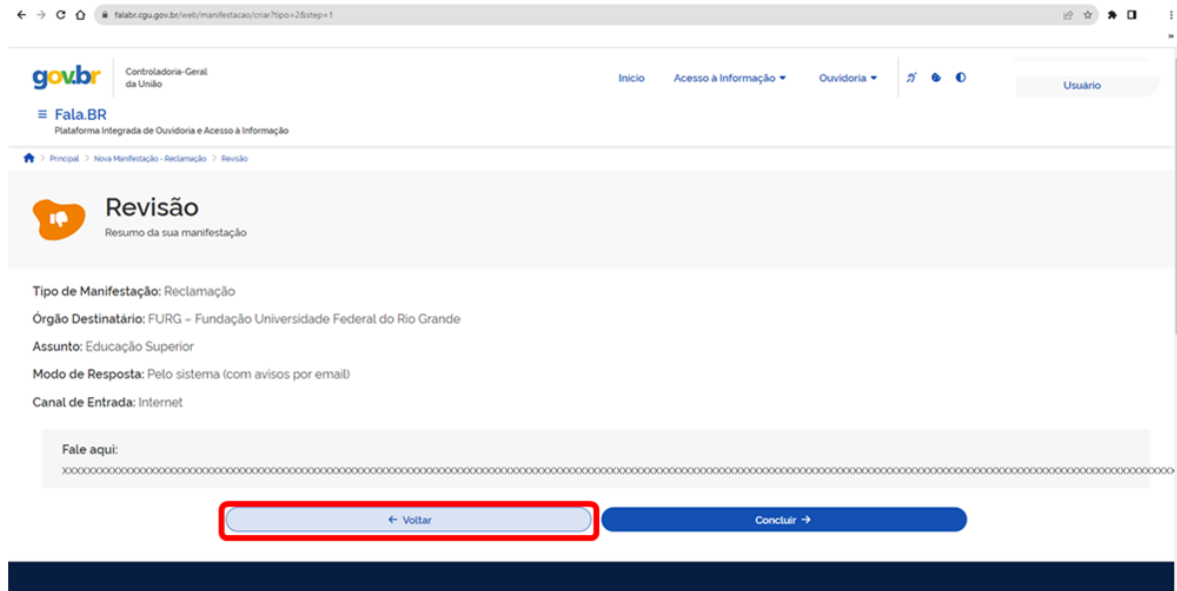 falabr.cgu.gov.br/web/manifestacao/criar?tipo=2&step=1
gov.br
Controladoria-Geral
da União
Início Acesso à Informação Ouvidoria
Usuário
Fala.BR
Plataforma Integrada de Ouvidoria e Acesso à Informação
Principal > Nova Manifestação - Reclamação > Revisão
Revisão
Resumo da sua manifestação
Tipo de Manifestação: Reclamação
Órgão Destinatário: FURG – Fundação Universidade Federal do Rio Grande
Assunto: Educação Superior
Modo de Resposta: Pelo sistema (com avisos por email)
Canal de Entrada: Internet
Fale aqui:
← Voltar
Concluir →